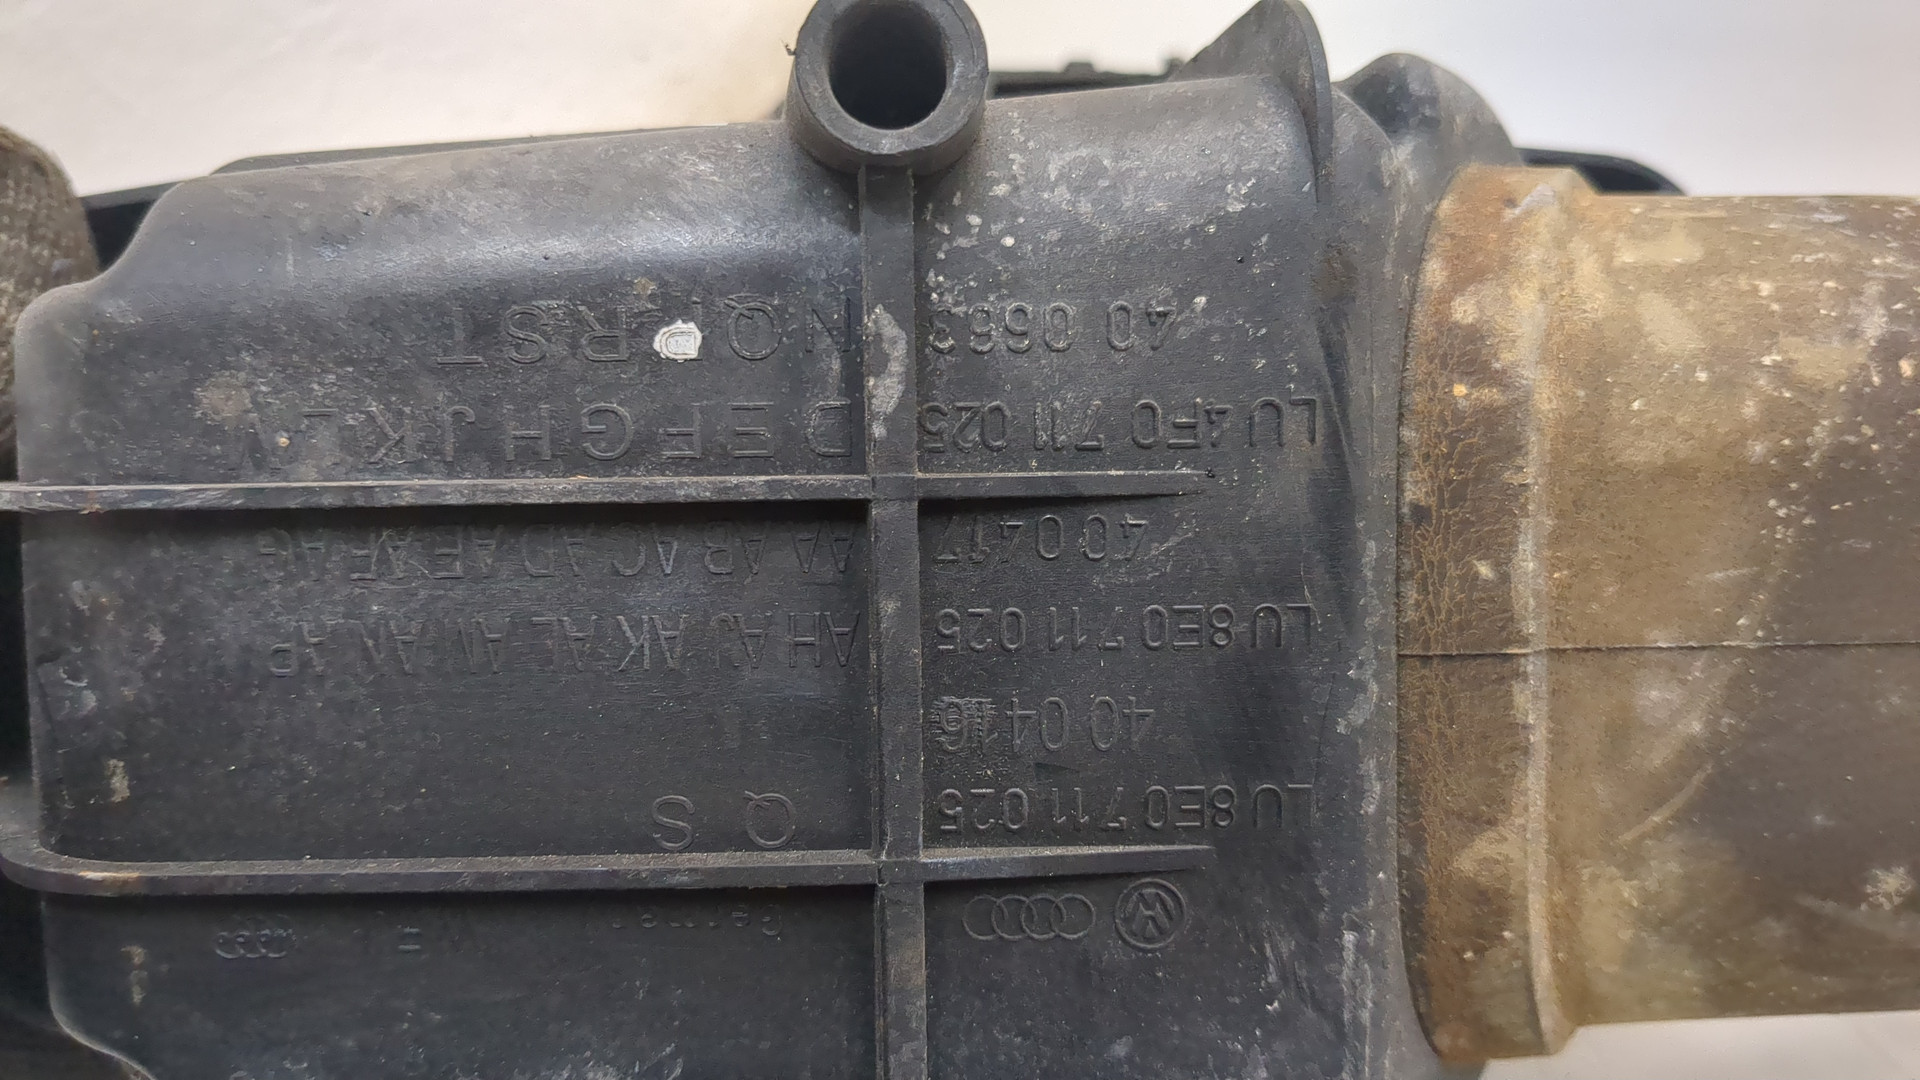 LU 8E0 711 025 Q S
40 0416
LU 8E0 711 025 AH AJ AK AL AM AN AP
40 0417 AA AB AC AD AE AF AG
LU 4F0 711 025 D E F G H J K L
40 N Q R S T